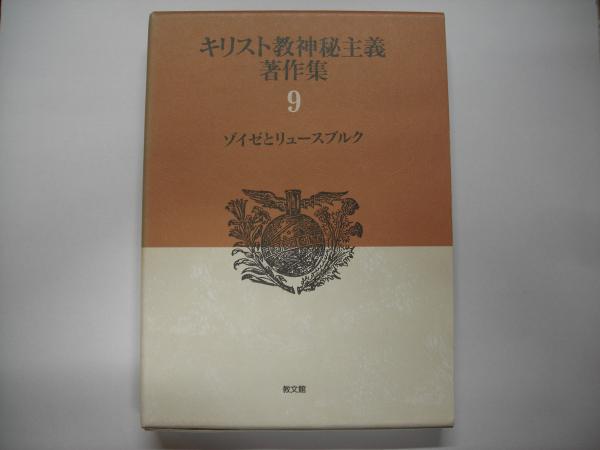 キリスト教神秘主義
著作集
9
ゾイゼとリュースブルク
教文館